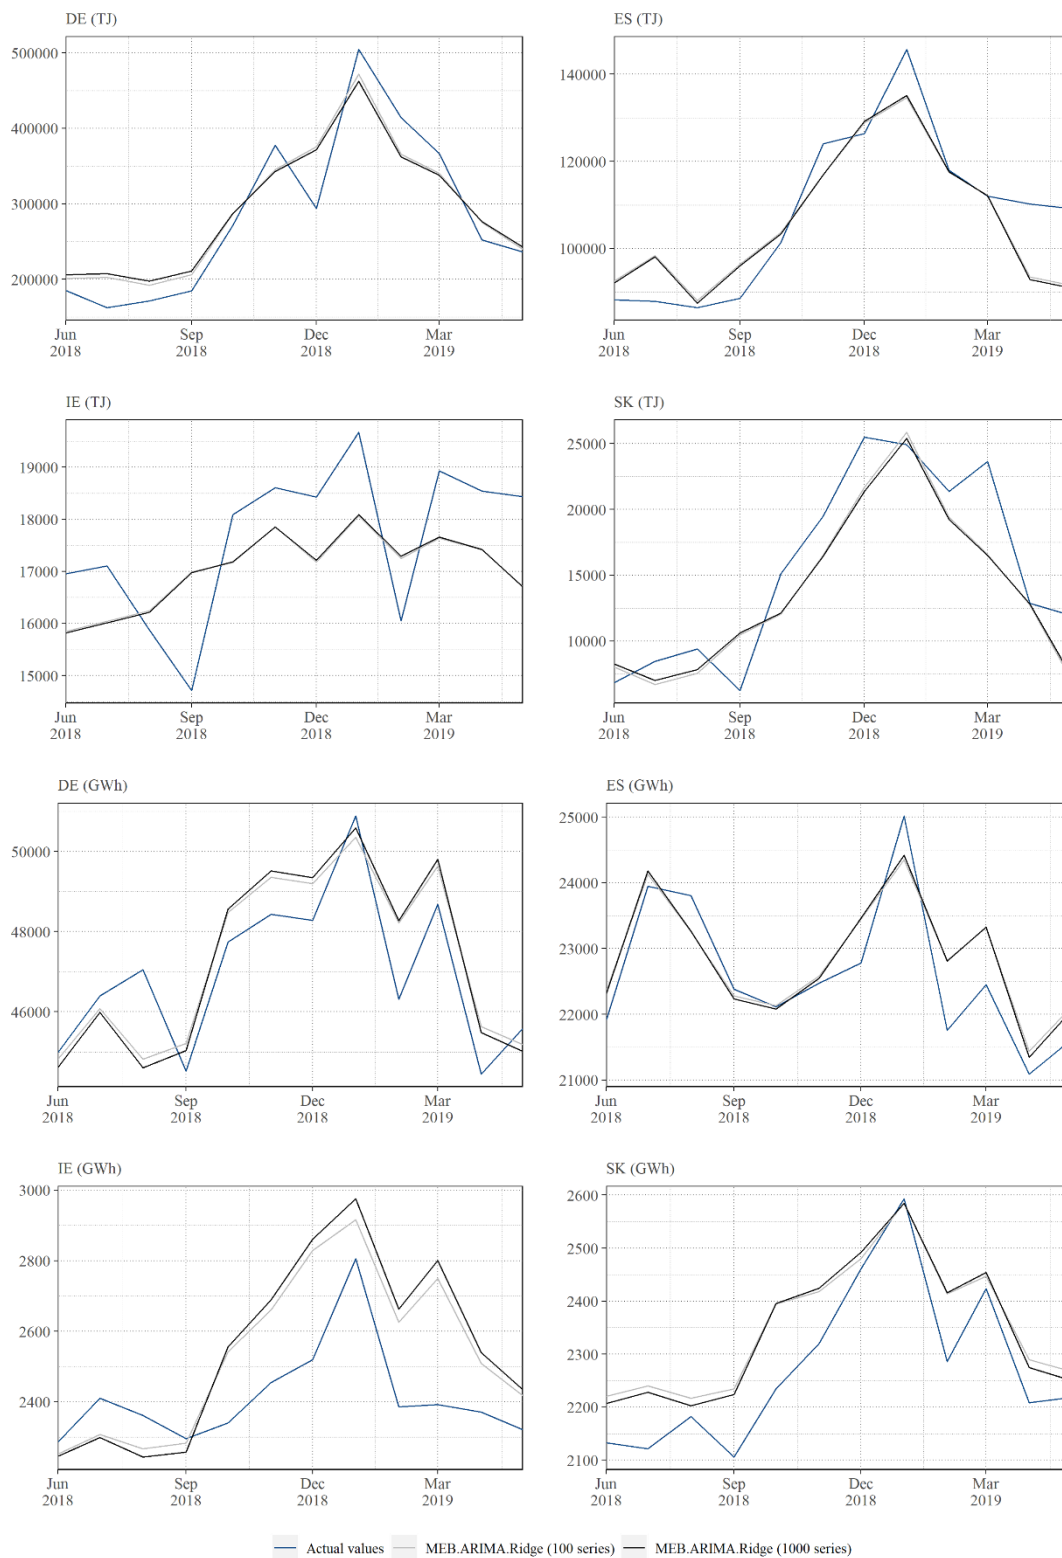 DE (TJ)
500000
400000
300000
200000
Jun
2018
Sep
2018
Dec
2018
Mar
2019
ES (TJ)
140000
120000
100000
Jun
2018
Sep
2018
Dec
2018
Mar
2019
IE (TJ)
19000
18000
17000
16000
15000
Jun
2018
Sep
2018
Dec
2018
Mar
2019
SK (TJ)
25000
20000
15000
10000
Jun
2018
Sep
2018
Dec
2018
Mar
2019
DE (GWh)
50000
48000
46000
Jun
2018
Sep
2018
Dec
2018
Mar
2019
ES (GWh)
25000
24000
23000
22000
21000
Jun
2018
Sep
2018
Dec
2018
Mar
2019
IE (GWh)
3000
2800
2600
2400
Jun
2018
Sep
2018
Dec
2018
Mar
2019
SK (GWh)
2600
2500
2400
2300
2200
2100
Jun
2018
Sep
2018
Dec
2018
Mar
2019
Actual values MEB.ARIMA.Ridge (100 series) MEB.ARIMA.Ridge (1000 series)